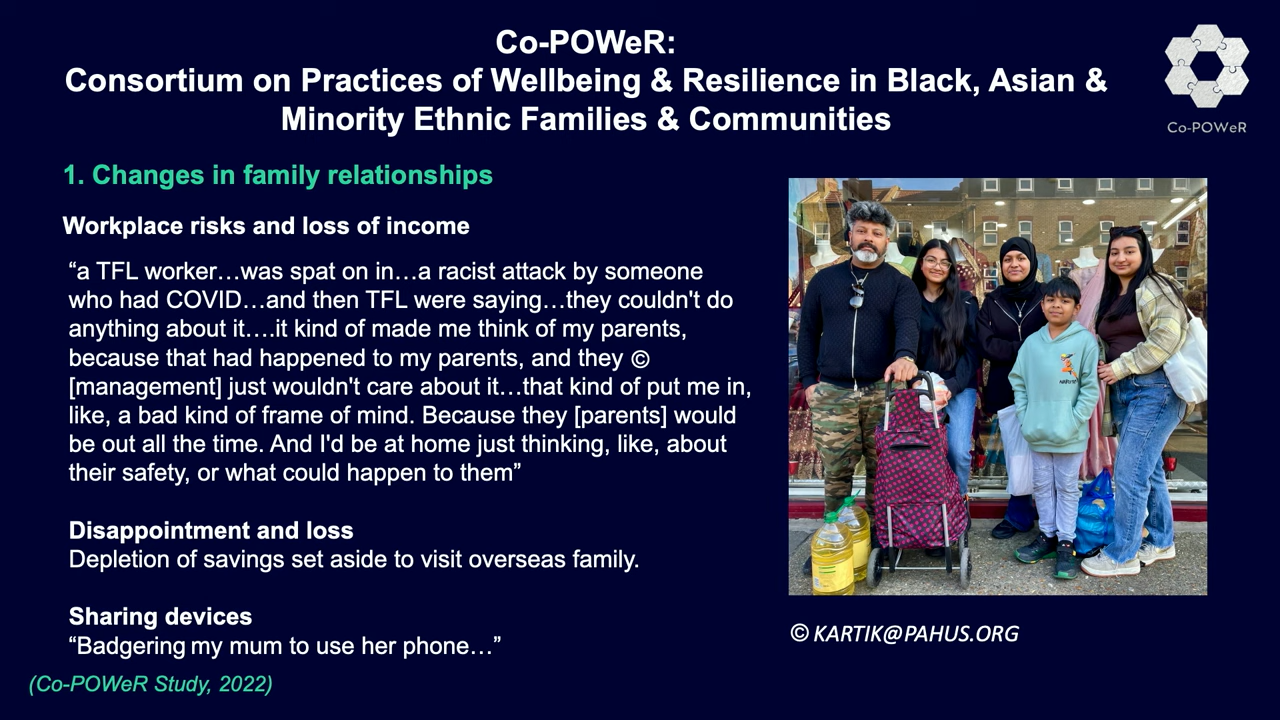 Co-POWeR:
Consortium on Practices of Wellbeing & Resilience in Black, Asian &
Minority Ethnic Families & Communities
Co-POWeR
1. Changes in family relationships
Workplace risks and loss of income
“a TFL worker…was spat on in…a racist attack by someone
who had COVID…and then TFL were saying…they couldn't do
anything about it….it kind of made me think of my parents,
because that had happened to my parents, and they ©
[management] just wouldn't care about it…that kind of put me in,
like, a bad kind of frame of mind. Because they [parents] would
be out all the time. And I'd be at home just thinking, like, about
their safety, or what could happen to them”
Disappointment and loss
Depletion of savings set aside to visit overseas family.
Sharing devices
“Badgering my mum to use her phone…”
(Co-POWeR Study, 2022)
© KARTIK@PAHUS.ORG